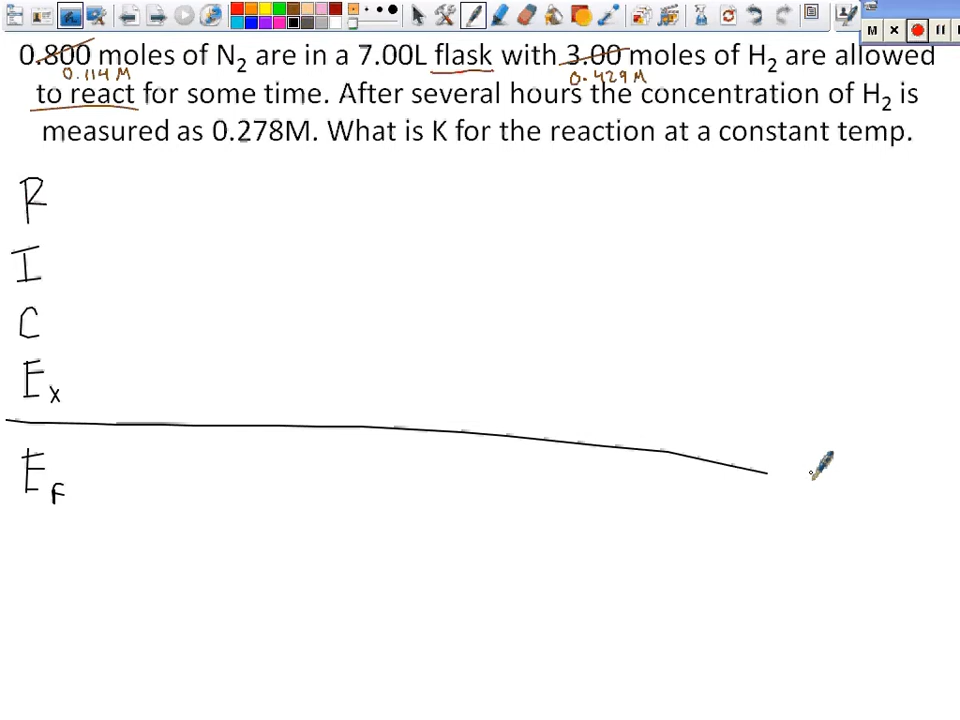 0.800 moles of N2 are in a 7.00L flask with 3.00 moles of H2 are allowed
0.114 M 0.429 M
to react for some time. After several hours the concentration of H2 is
measured as 0.278M. What is K for the reaction at a constant temp.
R
I
C
Ex
EF
M